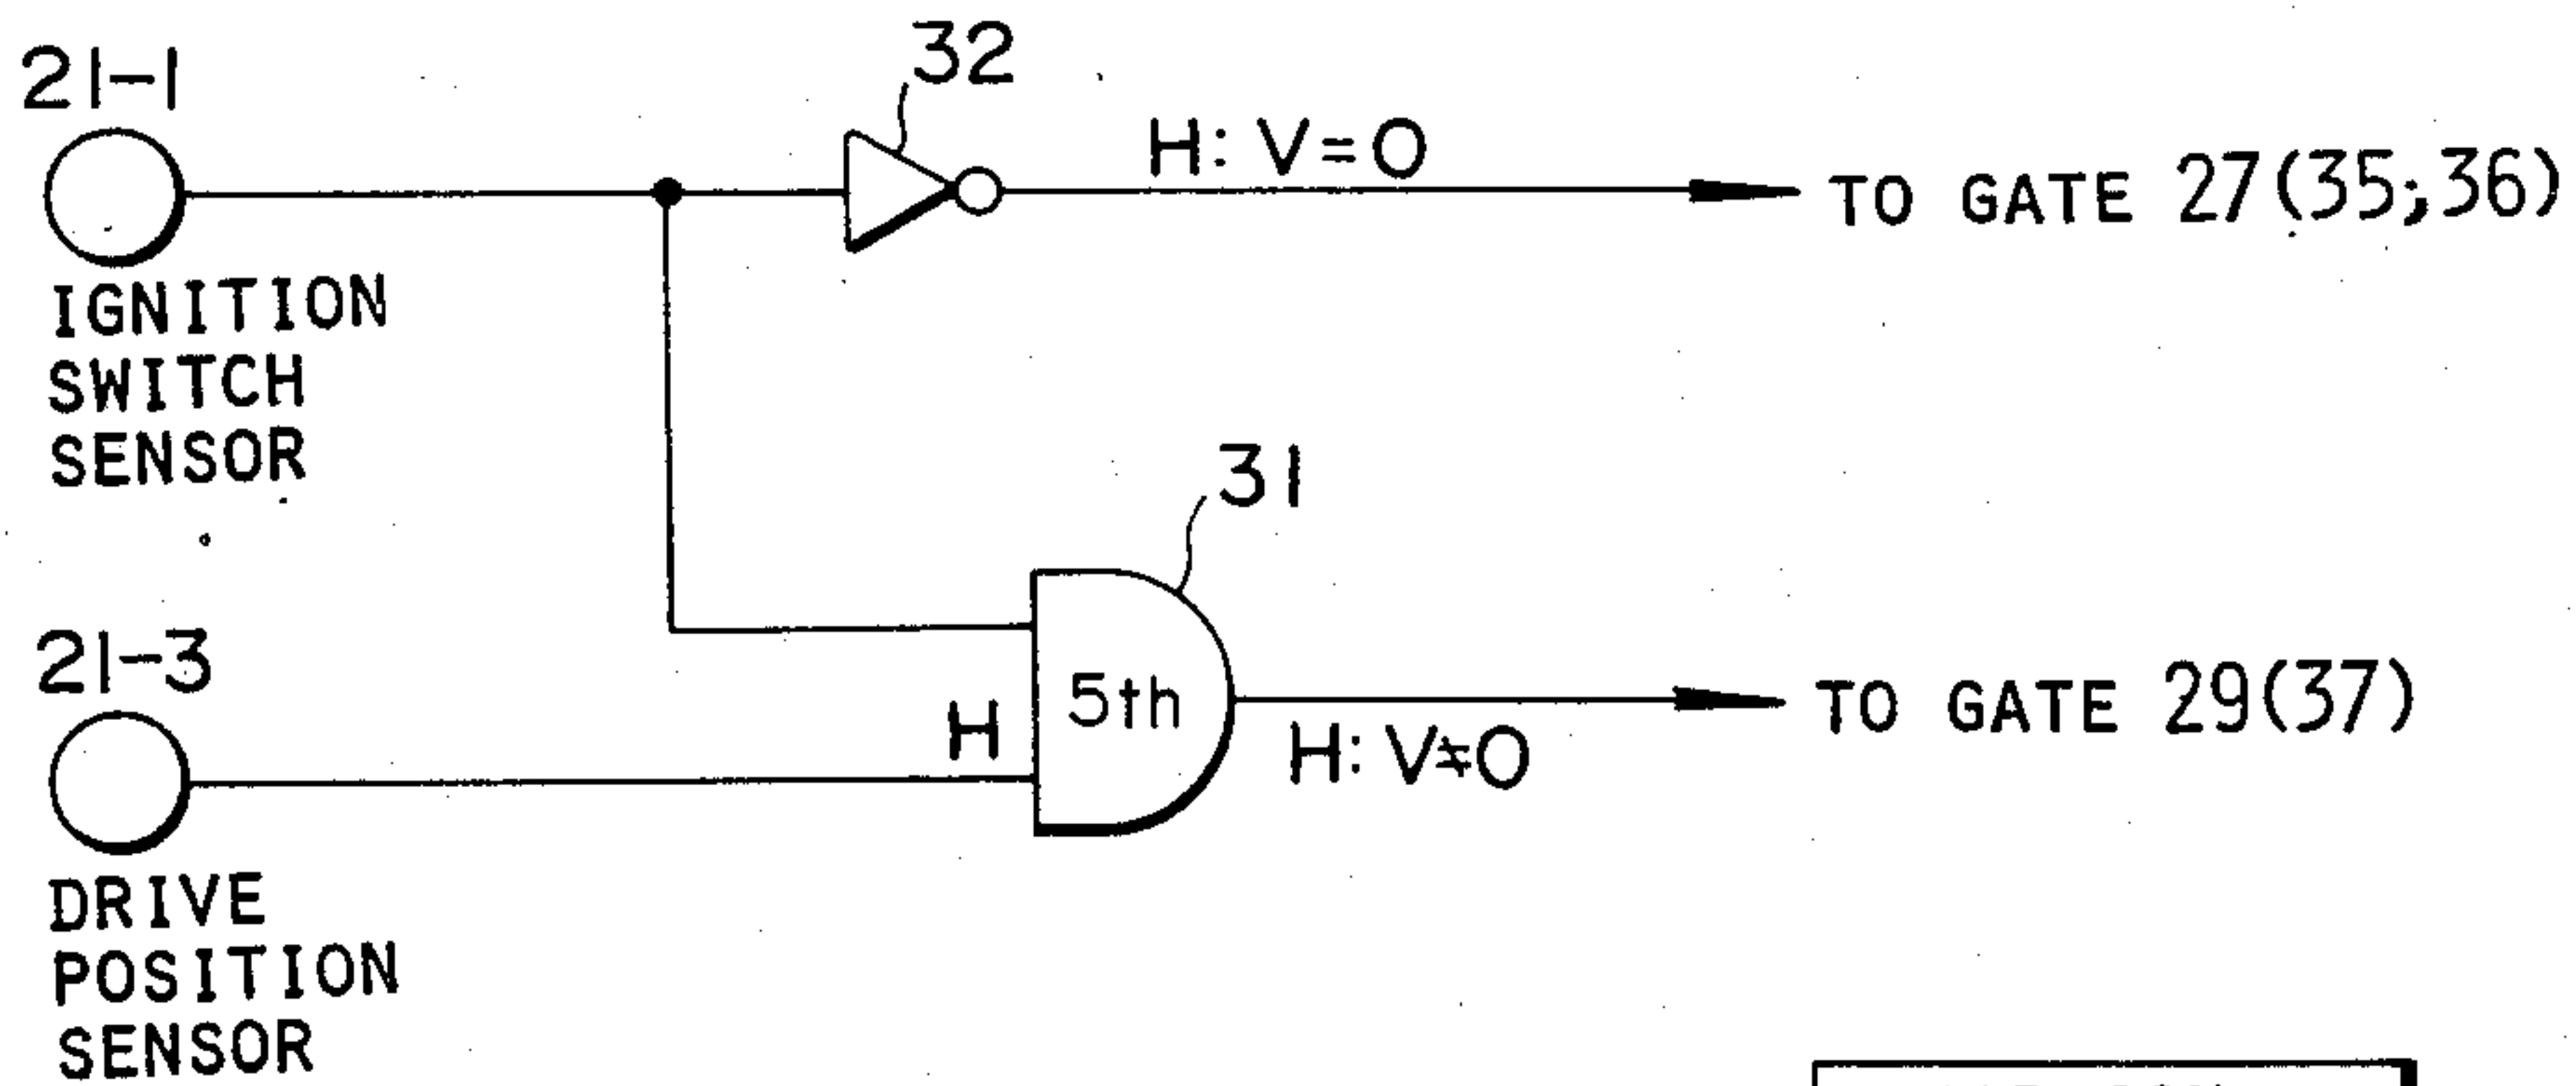 21-1
IGNITION
SWITCH
SENSOR
32
H: V=0
TO GATE 27(35;36)
31
5th
H
H: V≠0
TO GATE 29(37)
21-3
DRIVE
POSITION
SENSOR